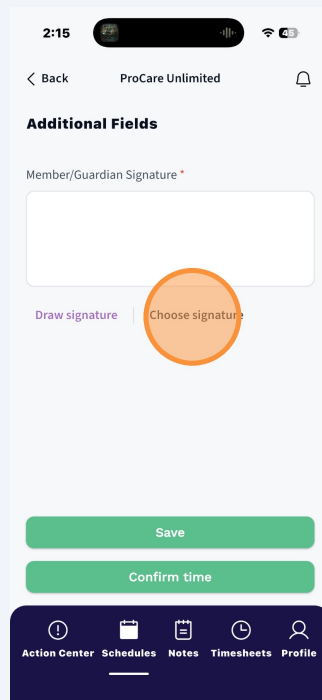 2:15 45
Back ProCare Unlimited
Additional Fields
Member/Guardian Signature *
Draw signature Choose signature
Save
Confirm time
Action Center Schedules Notes Timesheets Profile